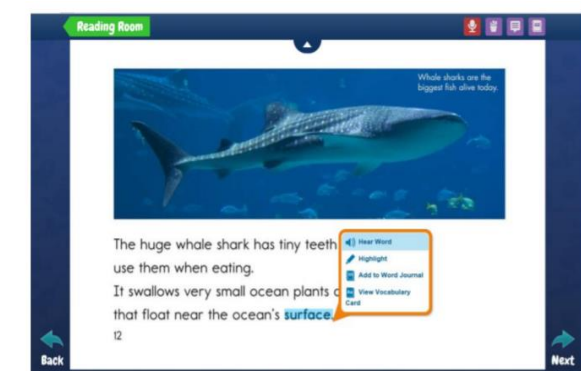 Reading Room
Whale sharks are the
biggest fish alive today.
The huge whale shark has tiny teeth
use them when eating.
It swallows very small ocean plants
that float near the ocean's surface.
12
Hear Word
Highlight
Add to Word Journal
View Vocabulary
Card
Back
Next